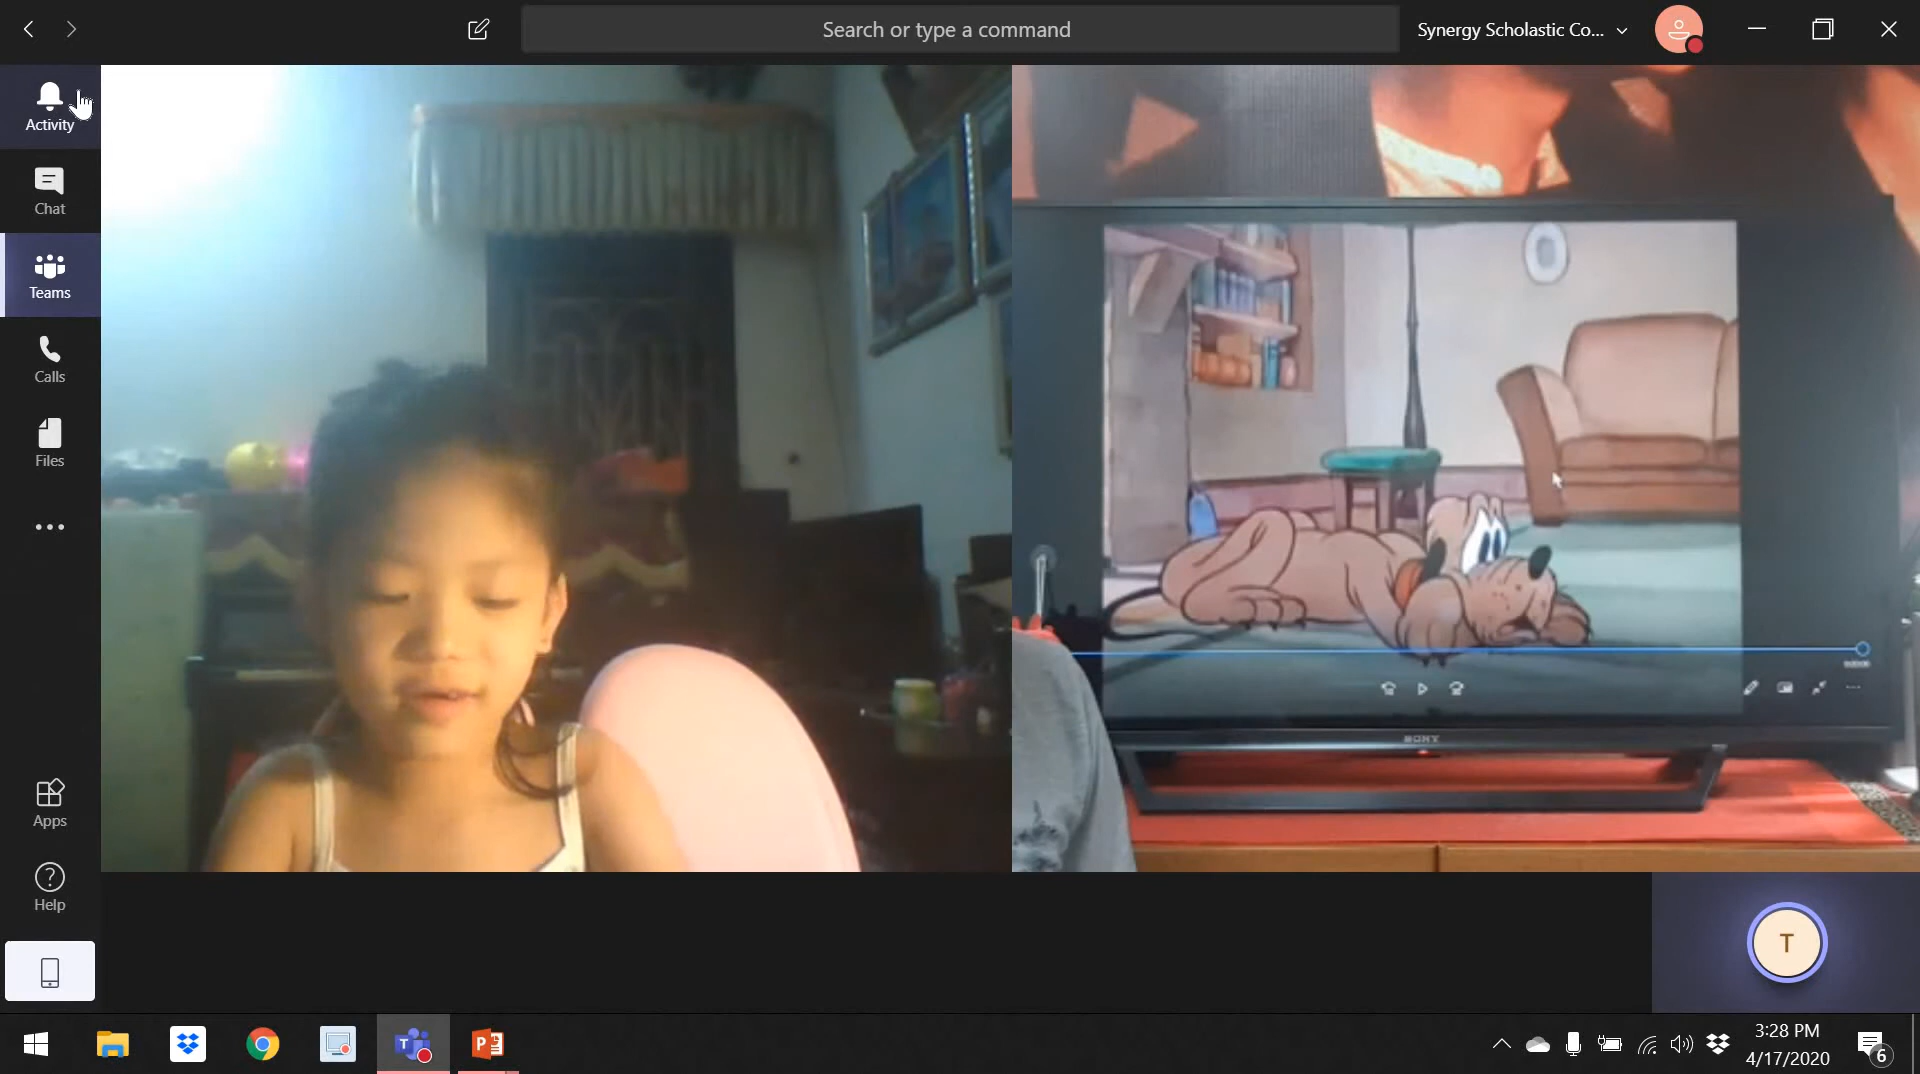 Search or type a command
Synergy Scholastic Co...
Activity
Chat
Teams
Calls
Files
Apps
Help
SONY
T
T
P
3:28 PM
4/17/2020
6